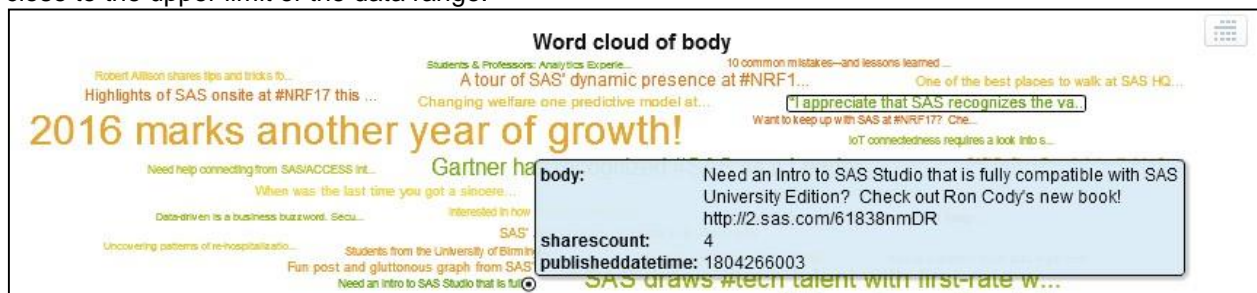 close to the upper limit of the data range.
Word cloud of body
Students & Professors: Analytics Experie...
10 common mistakes—and lessons learned ...
Robert Allison shares tips and tricks fo...
A tour of SAS' dynamic presence at #NRF1...
One of the best places to walk at SAS HQ...
Highlights of SAS onsite at #NRF17 this ...
Changing welfare one predictive model at...
"I appreciate that SAS recognizes the va...
2016 marks another year of growth!
Want to keep up with SAS at #NRF17? Che...
IoT connectedness requires a look into s...
Need help connecting from SAS/ACCESS Int...
Gartner ha
When was the last time you got a sincere...
Data-driven is a business buzzword. Secu...
Interested in how
SAS'
Uncovering patterns of re-hospitalizatio...
Students from the University of Birmin
Fun post and gluttonous graph from SAS
Need an Intro to SAS Studio that is full
SAS draws #tech talent with first-rate w...
body: Need an Intro to SAS Studio that is fully compatible with SAS
University Edition? Check out Ron Cody's new book!
http://2.sas.com/61838nmDR
sharescount: 4
publisheddatetime: 1804266003